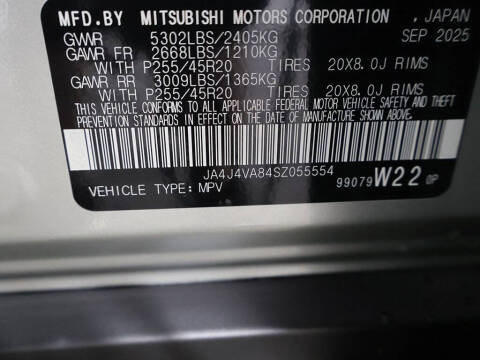 MFD.BY MITSUBISHI MOTORS CORPORATION , JAPAN
GVWR 5302LBS/2405KG SEP 2025
GAWR FR 2668LBS/1210KG
WITH P255/45R20 TIRES 20X8.0J RIMS
GAWR RR 3009LBS/1365KG
WITH P255/45R20 TIRES 20X8.0J RIMS
THIS VEHICLE CONFORMS TO ALL APPLICABLE FEDERAL MOTOR VEHICLE SAFETY AND THEFT
PREVENTION STANDARDS IN EFFECT ON THE DATE OF MANUFACTURE SHOWN ABOVE.
JA4J4VA84SZ055554
VEHICLE TYPE: MPV 99079 W22 0P